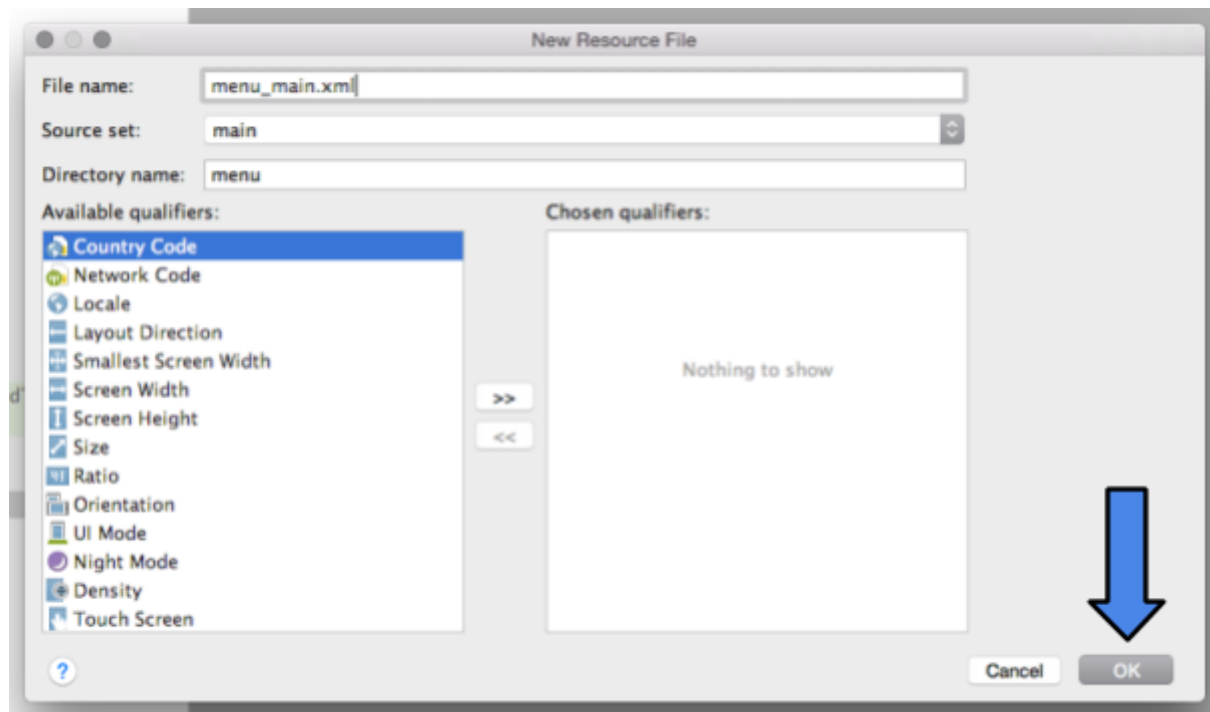 New Resource File
File name: menu_main.xml
Source set: main
Directory name: menu
Available qualifiers: Chosen qualifiers:
Country Code
Network Code
Locale
Layout Direction
Smallest Screen Width
Nothing to show
Screen Width
>>
Screen Height
<<
Size
Ratio
Orientation
UI Mode
Night Mode
Density
Touch Screen
? Cancel OK